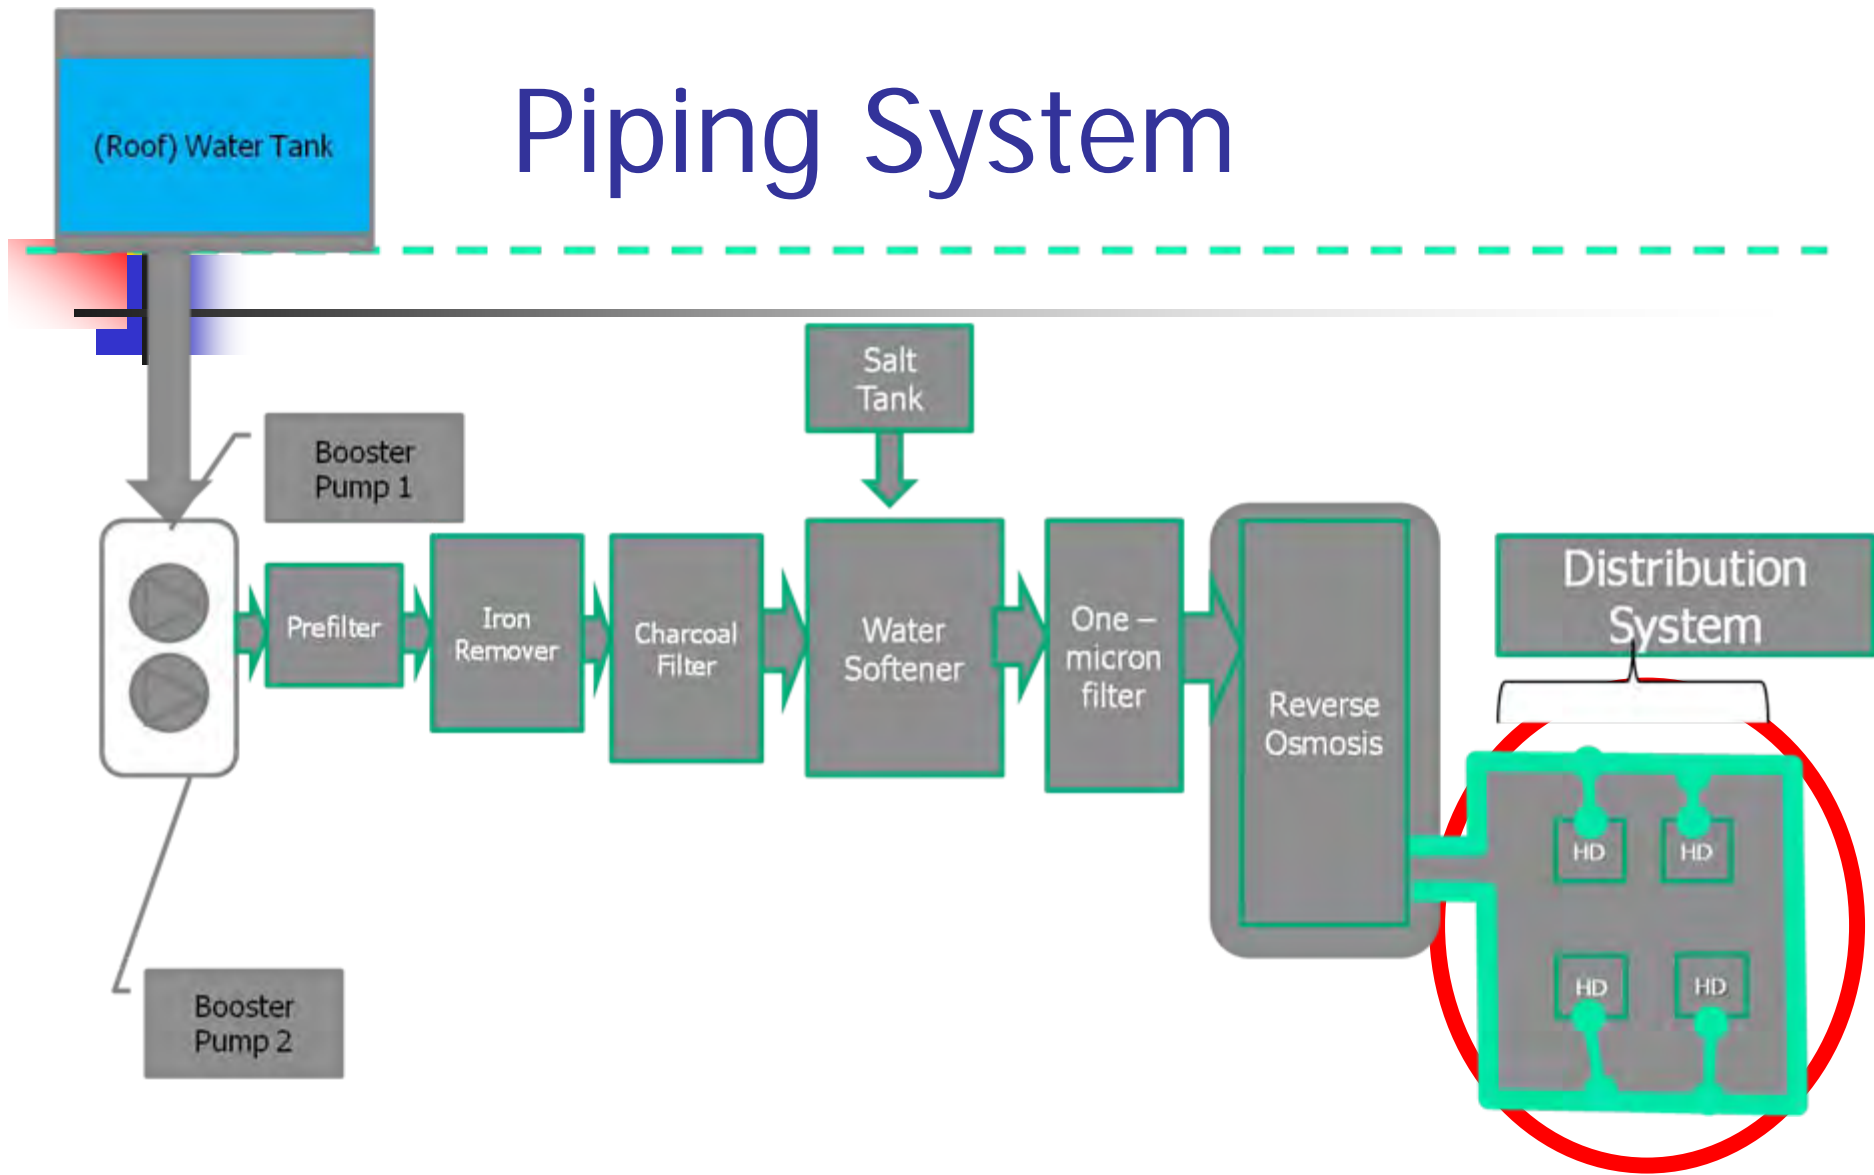 (Roof) Water Tank
Piping System
Salt
Tank
Booster
Pump 1
Distribution
System
Prefilter
Iron
Remover
Charcoal
Filter
Water
Softener
One –
micron
filter
Reverse
Osmosis
HD
HD
HD
HD
Booster
Pump 2